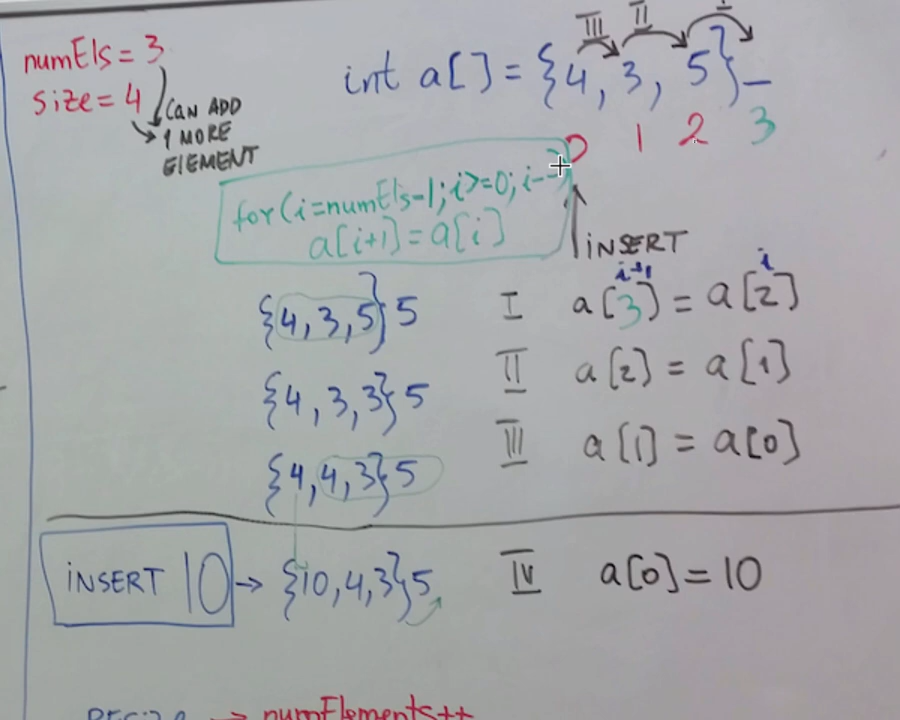 numEls = 3
size = 4
CAN ADD
1 MORE
ELEMENT
III II I
int a[] = {4, 3, 5} _
0 1 2 3
for(i=numEls-1; i>=0; i--)
a[i+1] = a[i]
INSERT
i+1 i
{4, 3, 5} 5 I a[3] = a[2]
{4, 3, 3} 5 II a[2] = a[1]
{4, 4, 3} 5 III a[1] = a[0]
INSERT 10 → {10, 4, 3} 5 IV a[0] = 10
→ numElements++